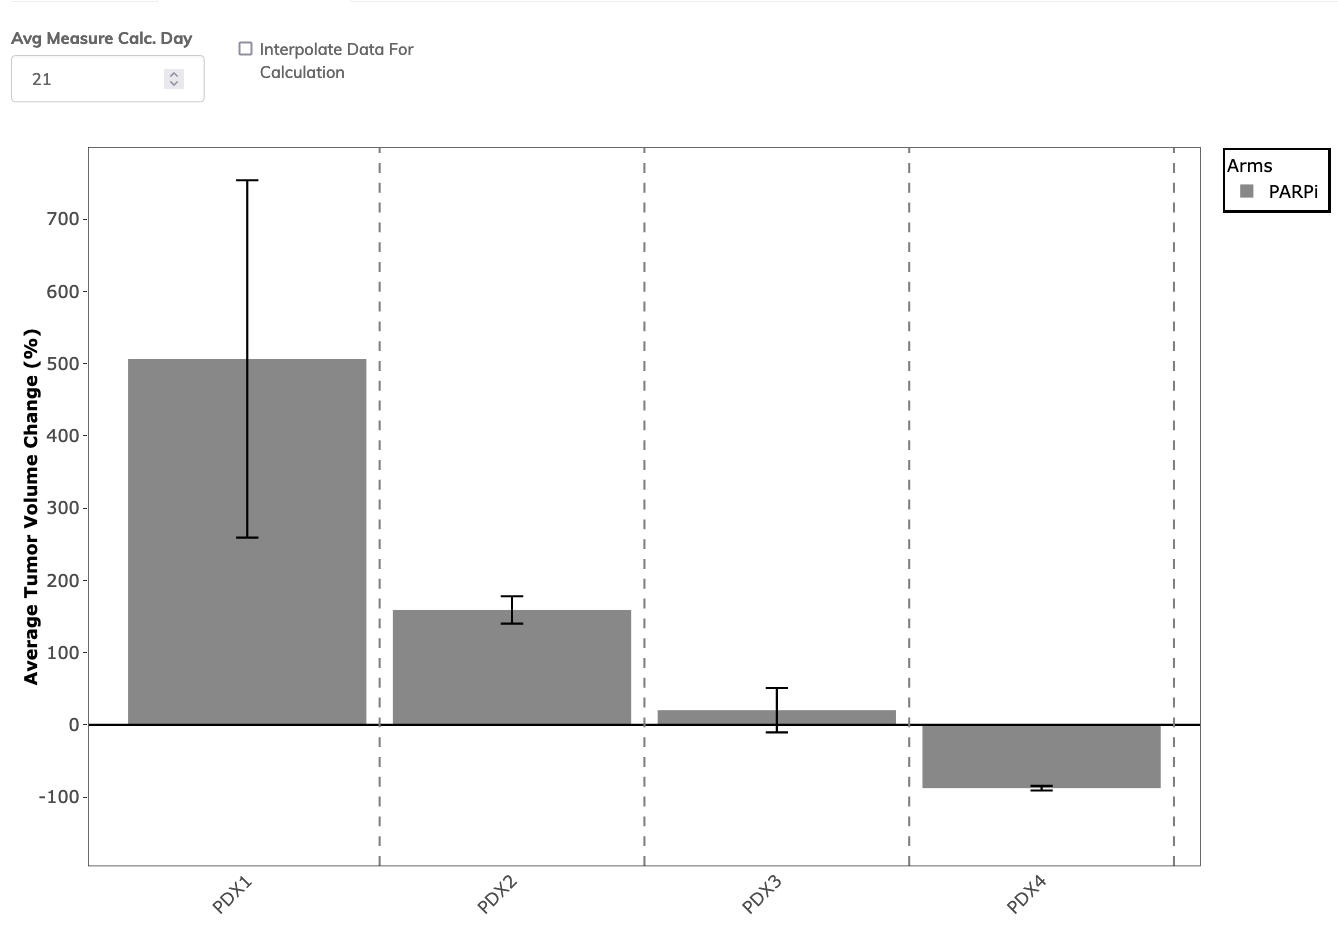 Avg Measure Calc. Day
21
Interpolate Data For
Calculation
Arms
PARPi
Average Tumor Volume Change (%)
700
600
500
400
300
200
100
0
-100
PDX1
PDX2
PDX3
PDX4